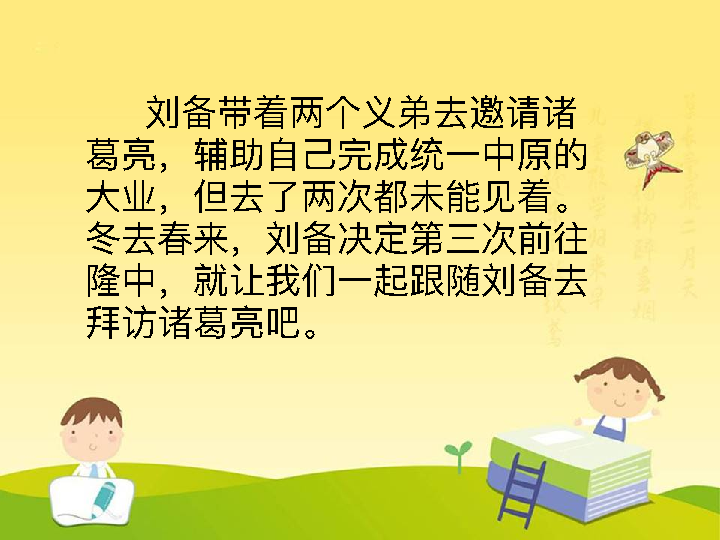 刘备带着两个义弟去邀请诸
葛亮，辅助自己完成统一中原的
大业，但去了两次都未能见着。
冬去春来，刘备决定第三次前往
隆中，就让我们一起跟随刘备去
拜访诸葛亮吧。